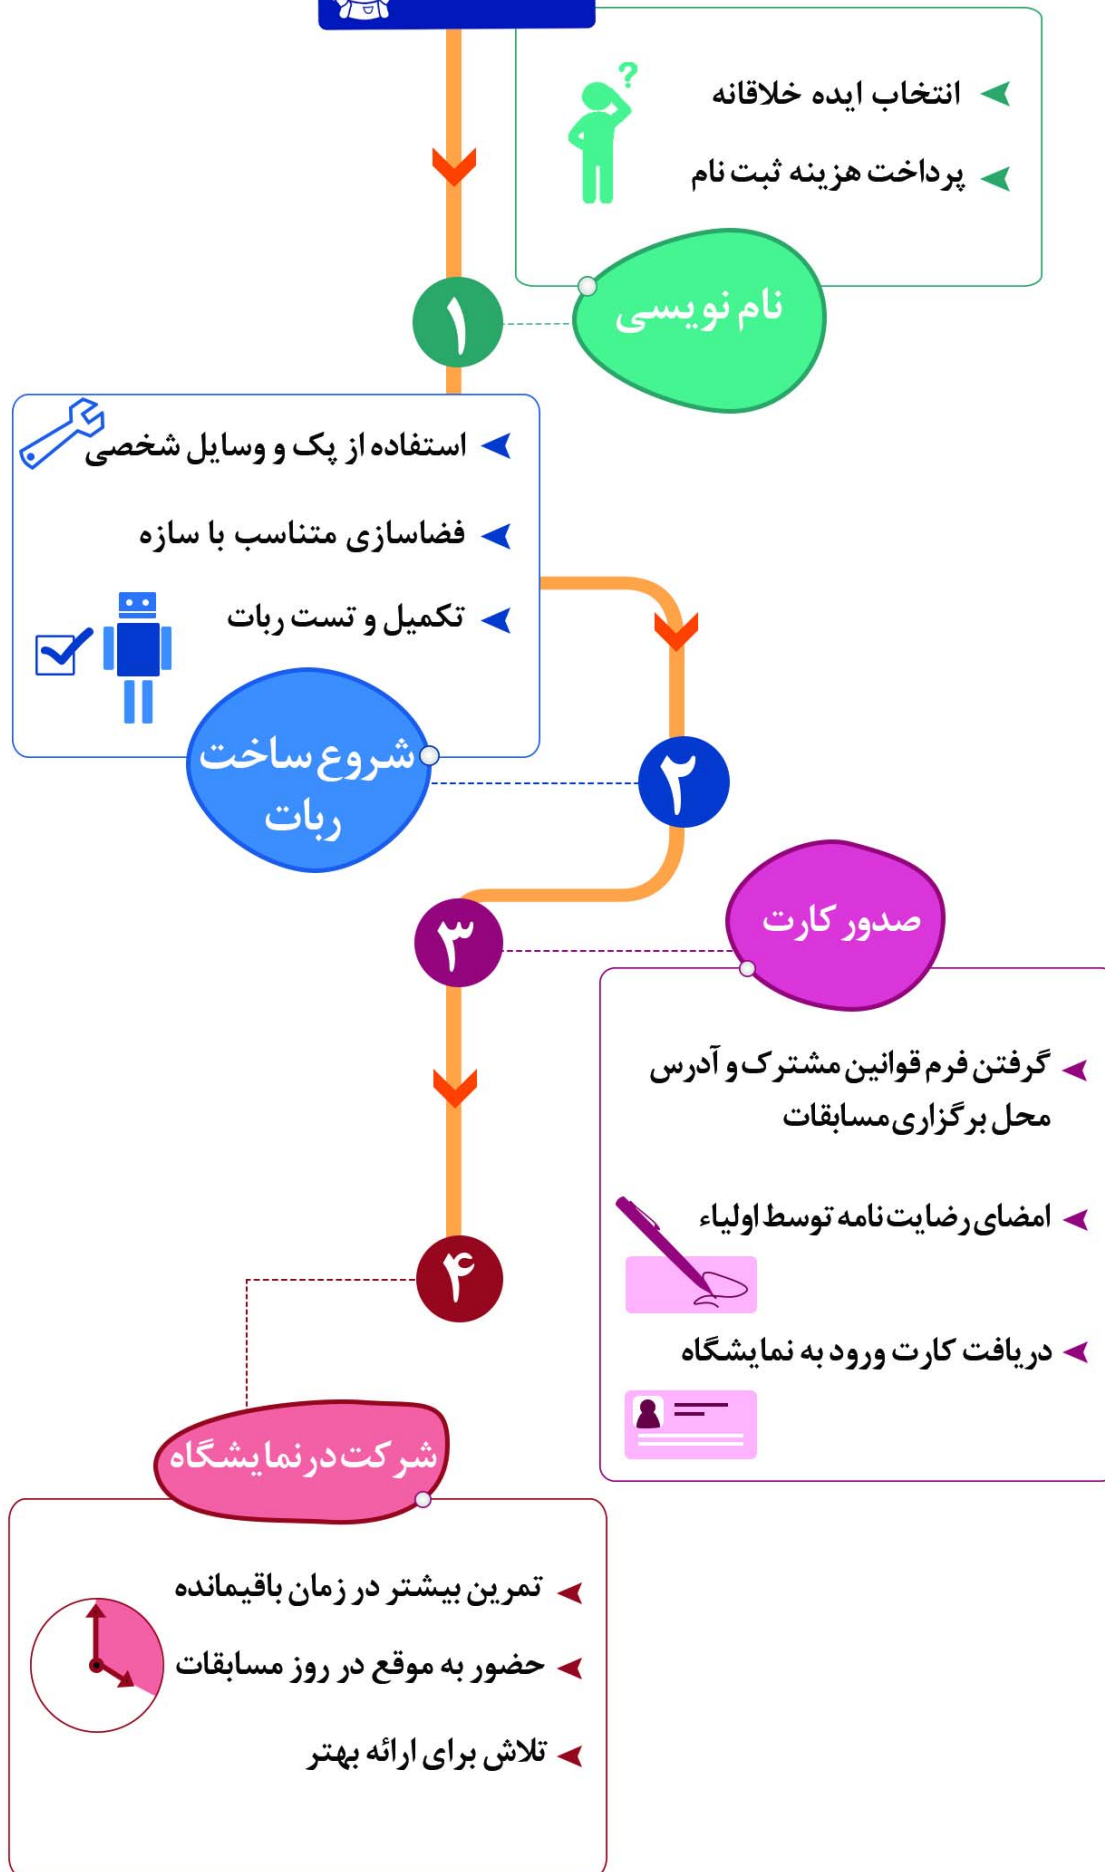 انتخاب ایده خلاقانه
پرداخت هزینه ثبت نام
?
نام نویسی
۱
استفاده از پک و وسایل شخصی
فضاسازی متناسب با سازه
تکمیل و تست ربات
شروع ساخت
ربات
۲
صدور کارت
۳
گرفتن فرم قوانین مشترک و آدرس
محل برگزاری مسابقات
امضای رضایت نامه توسط اولیاء
دریافت کارت ورود به نمایشگاه
۴
شرکت در نمایشگاه
تمرین بیشتر در زمان باقیمانده
حضور به موقع در روز مسابقات
تلاش برای ارائه بهتر